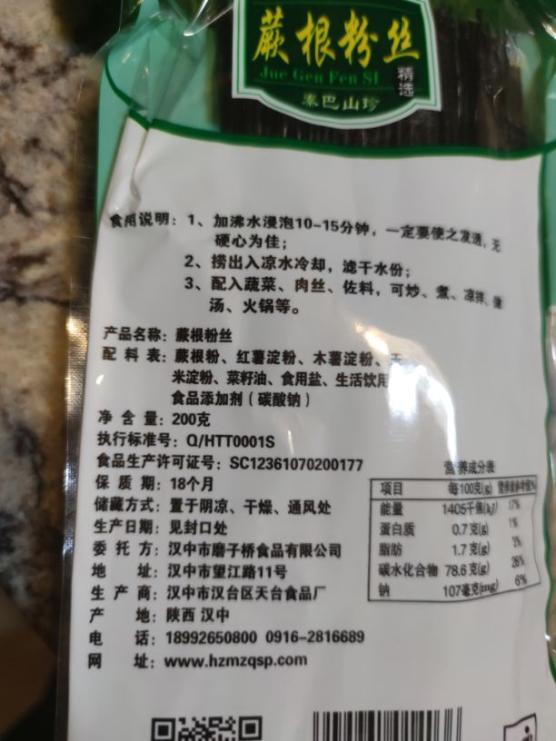 蕨根粉丝
Jue Gen Fen SI
精选
秦巴山珍
食用说明：1、加沸水浸泡10-15分钟，一定要使之发透，无
硬心为佳；
2、捞出入凉水冷却，滤干水份；
3、配入蔬菜、肉丝、佐料，可炒、煮、凉拌、做
汤、火锅等。
产品名称：蕨根粉丝
配 料 表：蕨根粉、红薯淀粉、木薯淀粉、玉
米淀粉、菜籽油、食用盐、生活饮用
食品添加剂（碳酸钠）
净 含 量：200克
执行标准号：Q/HTT0001S
食品生产许可证号：SC12361070200177
保 质 期：18个月
储藏方式：置于阴凉、干燥、通风处
生产日期：见封口处
委 托 方：汉中市磨子桥食品有限公司
地 址：汉中市望江路11号
生 产 商：汉中市汉台区天台食品厂
产 地：陕西 汉中
电 话：18992650800 0916-2816689
网 址：www.hzmzqsp.com
营养成分表
项目 每100克(g) 营养素参考值%
能量 1405千焦(kJ) 17%
蛋白质 0.7克(g) 1%
脂肪 1.7克(g) 3%
碳水化合物 78.6克(g) 26%
钠 107毫克(mg) 6%